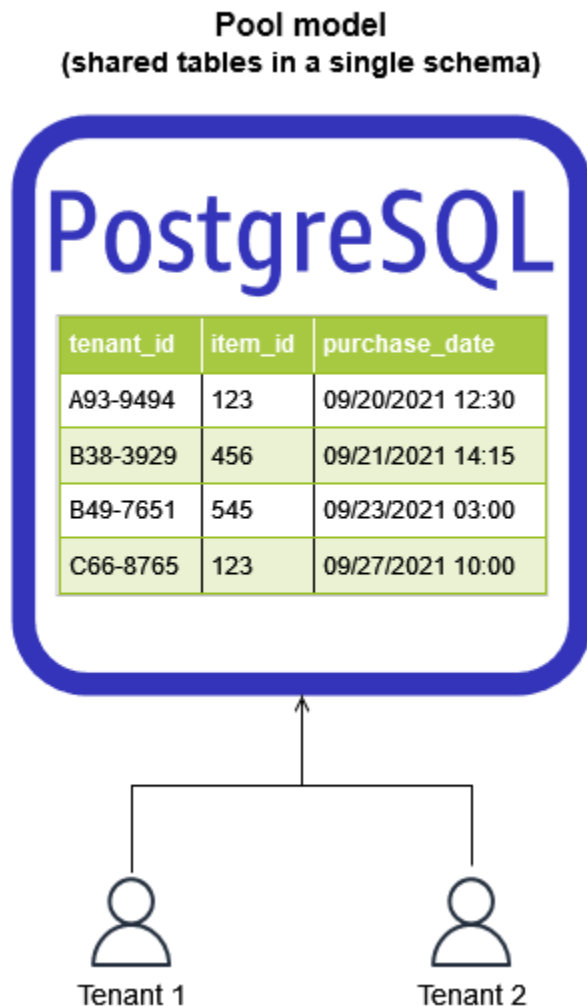 Pool model
(shared tables in a single schema)
PostgreSQL
tenant_id item_id purchase_date
A93-9494 123 09/20/2021 12:30
B38-3929 456 09/21/2021 14:15
B49-7651 545 09/23/2021 03:00
C66-8765 123 09/27/2021 10:00
Tenant 1 Tenant 2